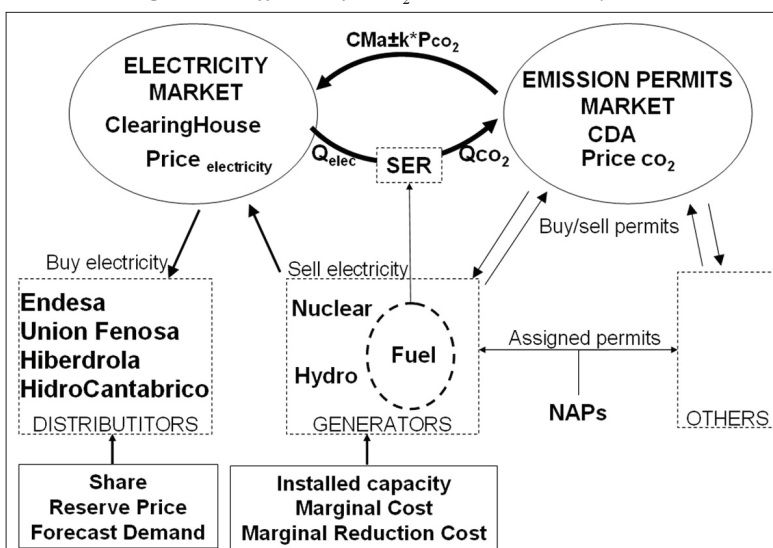 CMa±k*Pco₂
ELECTRICITY
MARKET
ClearingHouse
Price electricity
EMISSION PERMITS
MARKET
CDA
Price co₂
Qelec
SER
Qco₂
Buy/sell permits
Buy electricity
Sell electricity
Endesa
Union Fenosa
Hiberdrola
HidroCantabrico
DISTRIBUTITORS
Nuclear
Fuel
Hydro
GENERATORS
Assigned permits
NAPs
OTHERS
Share
Reserve Price
Forecast Demand
Installed capacity
Marginal Cost
Marginal Reduction Cost